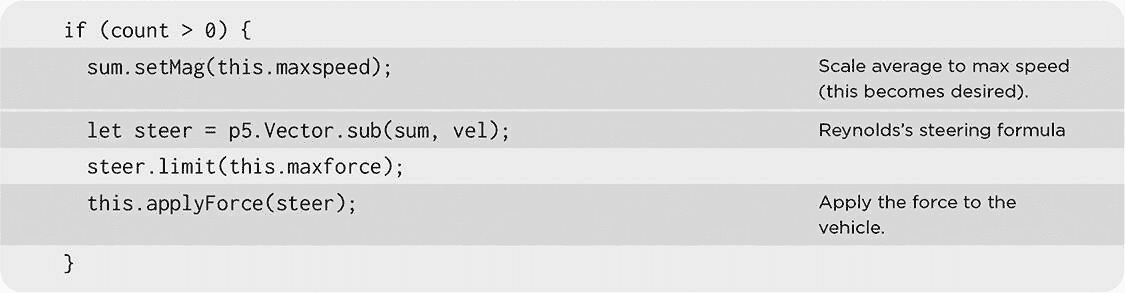 if (count > 0) {
sum.setMag(this.maxspeed);
Scale average to max speed
(this becomes desired).
let steer = p5.Vector.sub(sum, vel);
Reynolds's steering formula
steer.limit(this.maxforce);
this.applyForce(steer);
Apply the force to the
vehicle.
}